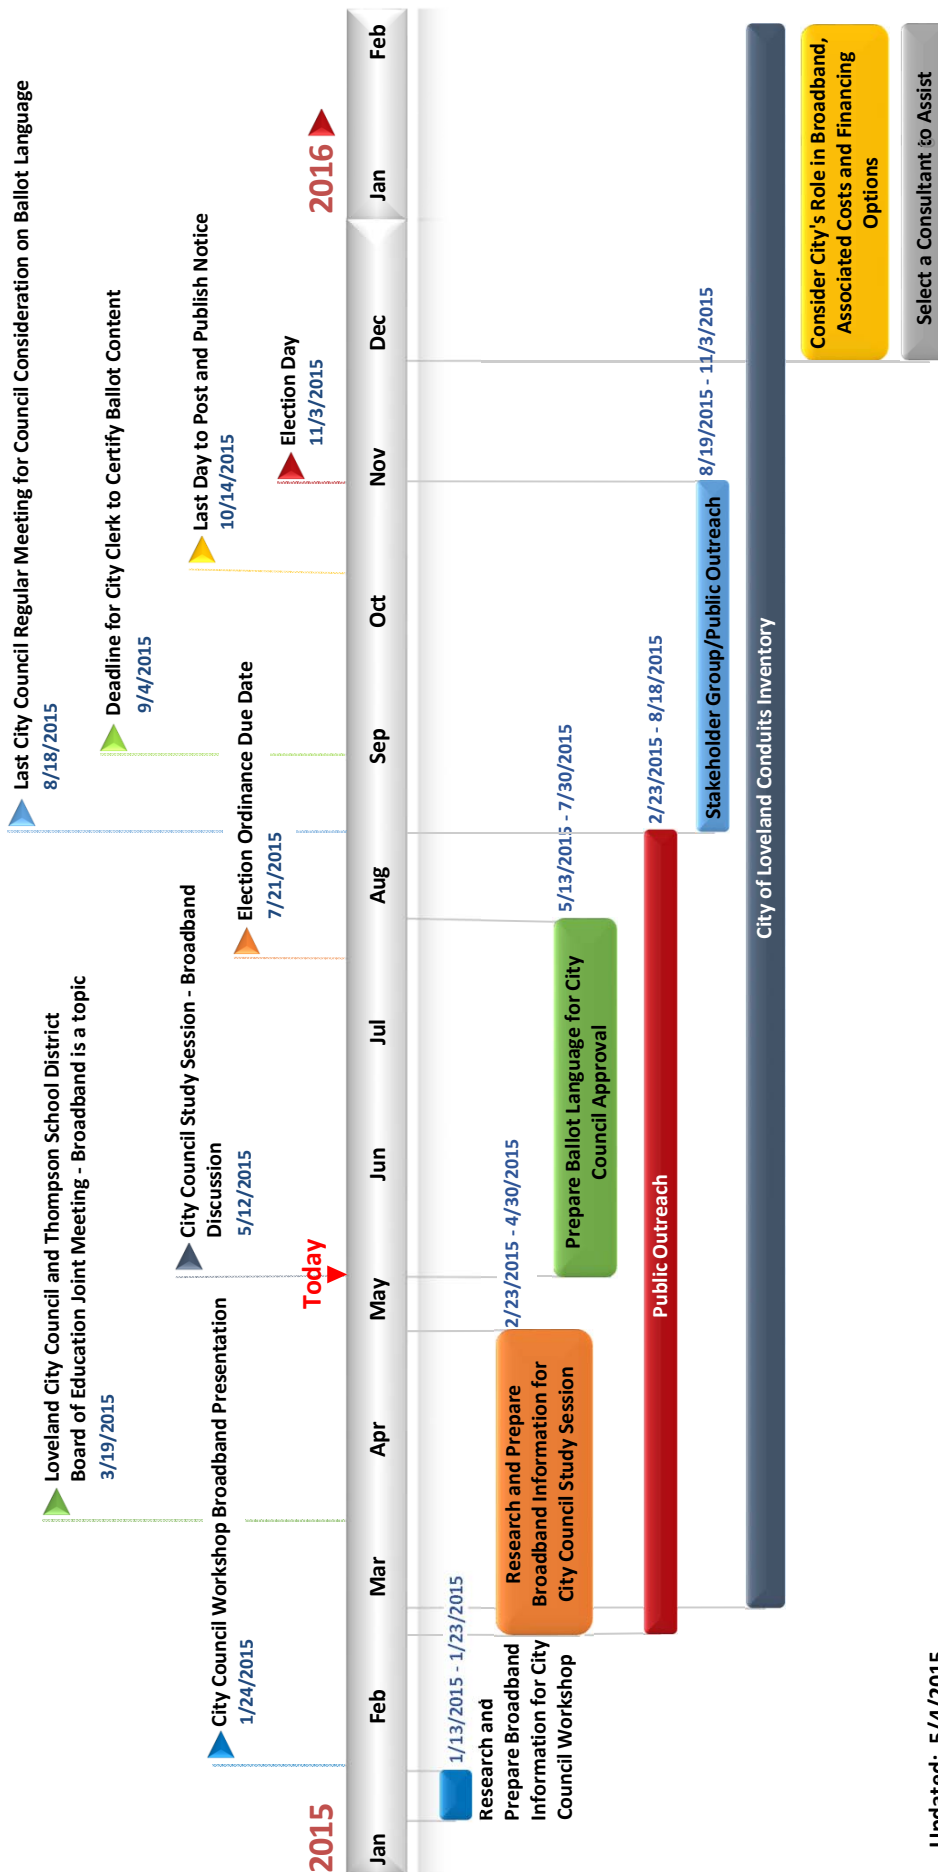 Last City Council Regular Meeting for Council Consideration on Ballot Language
8/18/2015
Loveland City Council and Thompson School District
Board of Education Joint Meeting - Broadband is a topic
3/19/2015
Deadline for City Clerk to Certify Ballot Content
9/4/2015
City Council Study Session - Broadband
Discussion
5/12/2015
Last Day to Post and Publish Notice
10/14/2015
City Council Workshop Broadband Presentation
1/24/2015
Election Ordinance Due Date
7/21/2015
Election Day
11/3/2015
2015
Today
2016
Jan
Feb
Mar
Apr
May
Jun
Jul
Aug
Sep
Oct
Nov
Dec
Jan
Feb
1/13/2015 - 1/23/2015
Research and
Prepare Broadband
Information for City
Council Workshop
2/23/2015 - 4/30/2015
Research and Prepare
Broadband Information for
City Council Study Session
5/13/2015 - 7/30/2015
Prepare Ballot Language for City
Council Approval
2/23/2015 - 8/18/2015
Public Outreach
8/19/2015 - 11/3/2015
Stakeholder Group/Public Outreach
City of Loveland Conduits Inventory
Consider City's Role in Broadband,
Associated Costs and Financing
Options
Select a Consultant to Assist
Updated: 5/4/2015